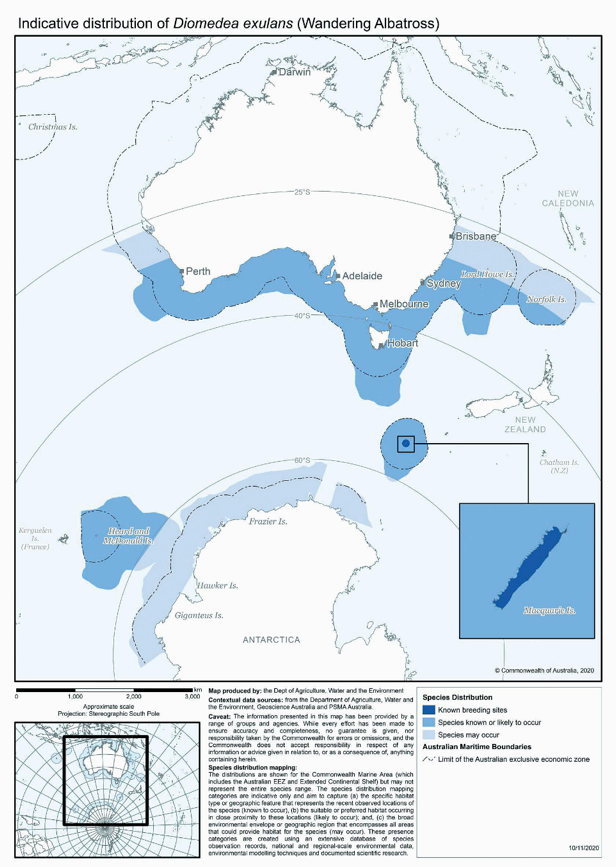 Indicative distribution of Diomedea exulans (Wandering Albatross)
Darwin
Christmas Is.
25°S
NEW
CALEDONIA
Brisbane
Perth
Lord Howe Is.
Adelaide
Sydney
Norfolk Is.
Melbourne
40°S
Hobart
NEW
ZEALAND
Chatham Is.
(N.Z)
60°S
Frazier Is.
Kerguelen
Is.
(France)
Heard and
McDonald Is.
Hawker Is.
Giganteus Is.
Macquarie Is.
ANTARCTICA
© Commonwealth of Australia, 2020
0 1,000 2,000 3,000 km
Approximate scale
Projection: Stereographic South Pole
Map produced by: the Dept of Agriculture, Water and the Environment
Contextual data sources: from the Department of Agriculture, Water and
the Environment, Geoscience Australia and PSMA Australia.
Caveat: The information presented in this map has been provided by a
range of groups and agencies. While every effort has been made to
ensure accuracy and completeness, no guarantee is given, nor
responsibility taken by the Commonwealth for errors or omissions, and the
Commonwealth does not accept responsibility in respect of any
information or advice given in relation to, or as a consequence of, anything
containing herein.
Species distribution mapping:
The distributions are shown for the Commonwealth Marine Area (which
includes the Australian EEZ and Extended Continental Shelf) but may not
represent the entire species range. The species distribution mapping
categories are indicative only and aim to capture (a) the specific habitat
type or geographic feature that represents the recent observed locations of
the species (known to occur), (b) the suitable or preferred habitat occurring
in close proximity to these locations (likely to occur); and, (c) the broad
environmental envelope or geographic region that encompasses all areas
that could provide habitat for the species (may occur). These presence
categories are created using an extensive database of species
observation records, national and regional-scale environmental data,
environmental modelling techniques and documented scientific research.
Species Distribution
Known breeding sites
Species known or likely to occur
Species may occur
Australian Maritime Boundaries
Limit of the Australian exclusive economic zone
10/11/2020